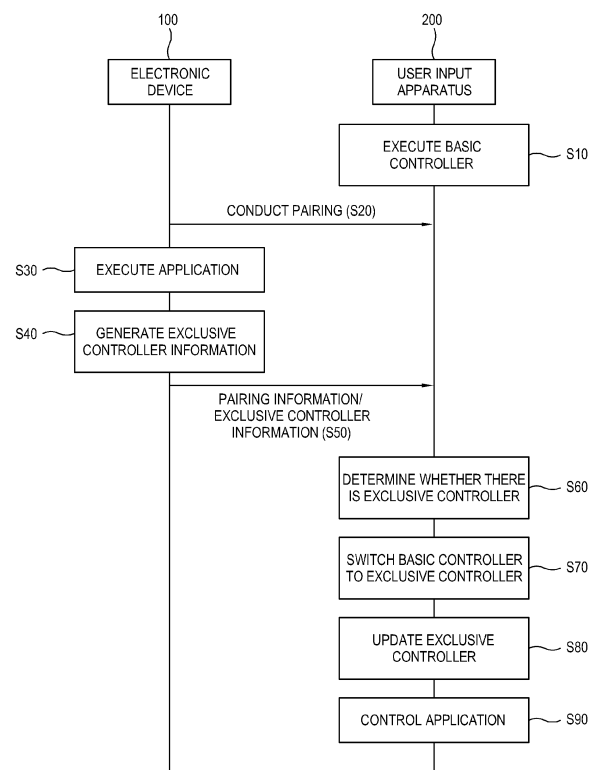 100
200
ELECTRONIC
DEVICE
USER INPUT
APPARATUS
EXECUTE BASIC
CONTROLLER
S10
CONDUCT PAIRING (S20)
S30
EXECUTE APPLICATION
S40
GENERATE EXCLUSIVE
CONTROLLER INFORMATION
PAIRING INFORMATION/
EXCLUSIVE CONTROLLER
INFORMATION (S50)
DETERMINE WHETHER THERE
IS EXCLUSIVE CONTROLLER
S60
SWITCH BASIC CONTROLLER
TO EXCLUSIVE CONTROLLER
S70
UPDATE EXCLUSIVE
CONTROLLER
S80
CONTROL APPLICATION
S90